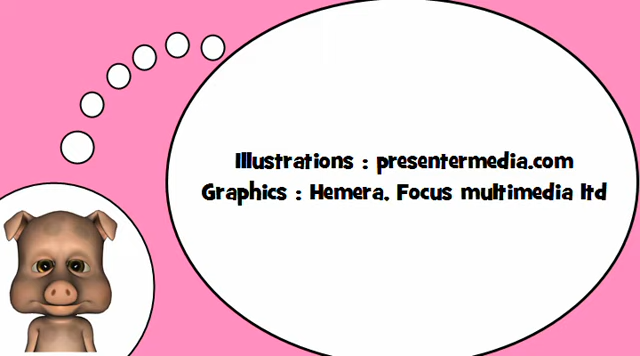 Illustrations : presentermedia.com
Graphics : Hemera. Focus multimedia ltd